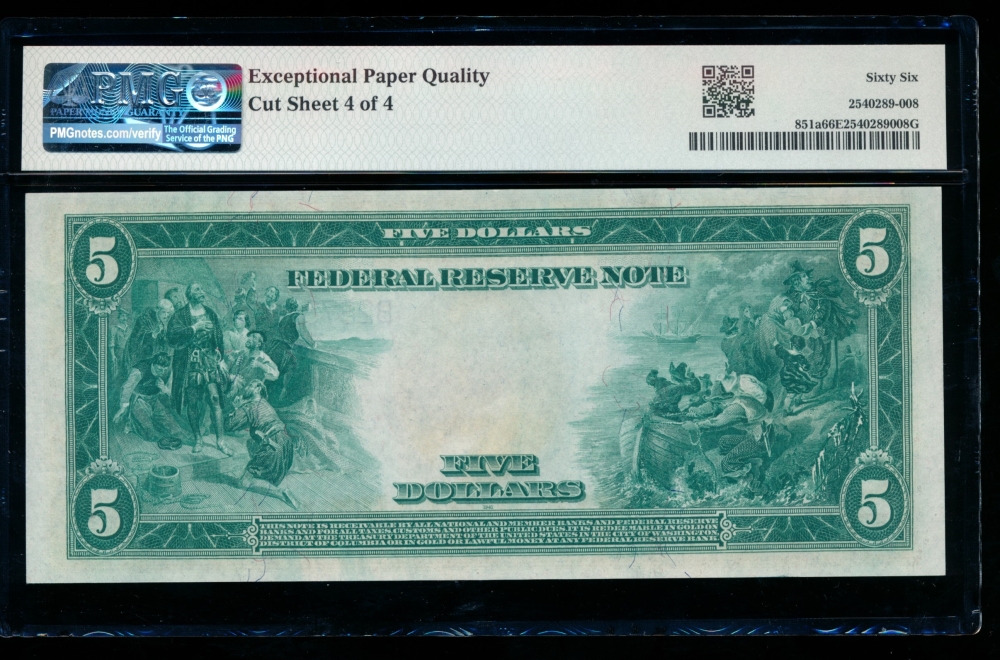 Exceptional Paper Quality
Cut Sheet 4 of 4
PMG
PAPER MONEY GUARANTY
PMGnotes.com/verify
The Official Grading
Service of the PNG
Sixty Six
2540289-008
851a66E2540289008G
5
FIVE DOLLARS
5
FEDERAL RESERVE NOTE
FIVE
DOLLARS
5
5
THIS NOTE IS RECEIVABLE BY ALL NATIONAL AND MEMBER BANKS AND FEDERAL RESERVE
BANKS AND FOR ALL TAXES, CUSTOMS AND OTHER PUBLIC DUES. IT IS REDEEMABLE IN GOLD ON
DEMAND AT THE TREASURY DEPARTMENT OF THE UNITED STATES IN THE CITY OF WASHINGTON,
DISTRICT OF COLUMBIA OR IN GOLD OR LAWFUL MONEY AT ANY FEDERAL RESERVE BANK.